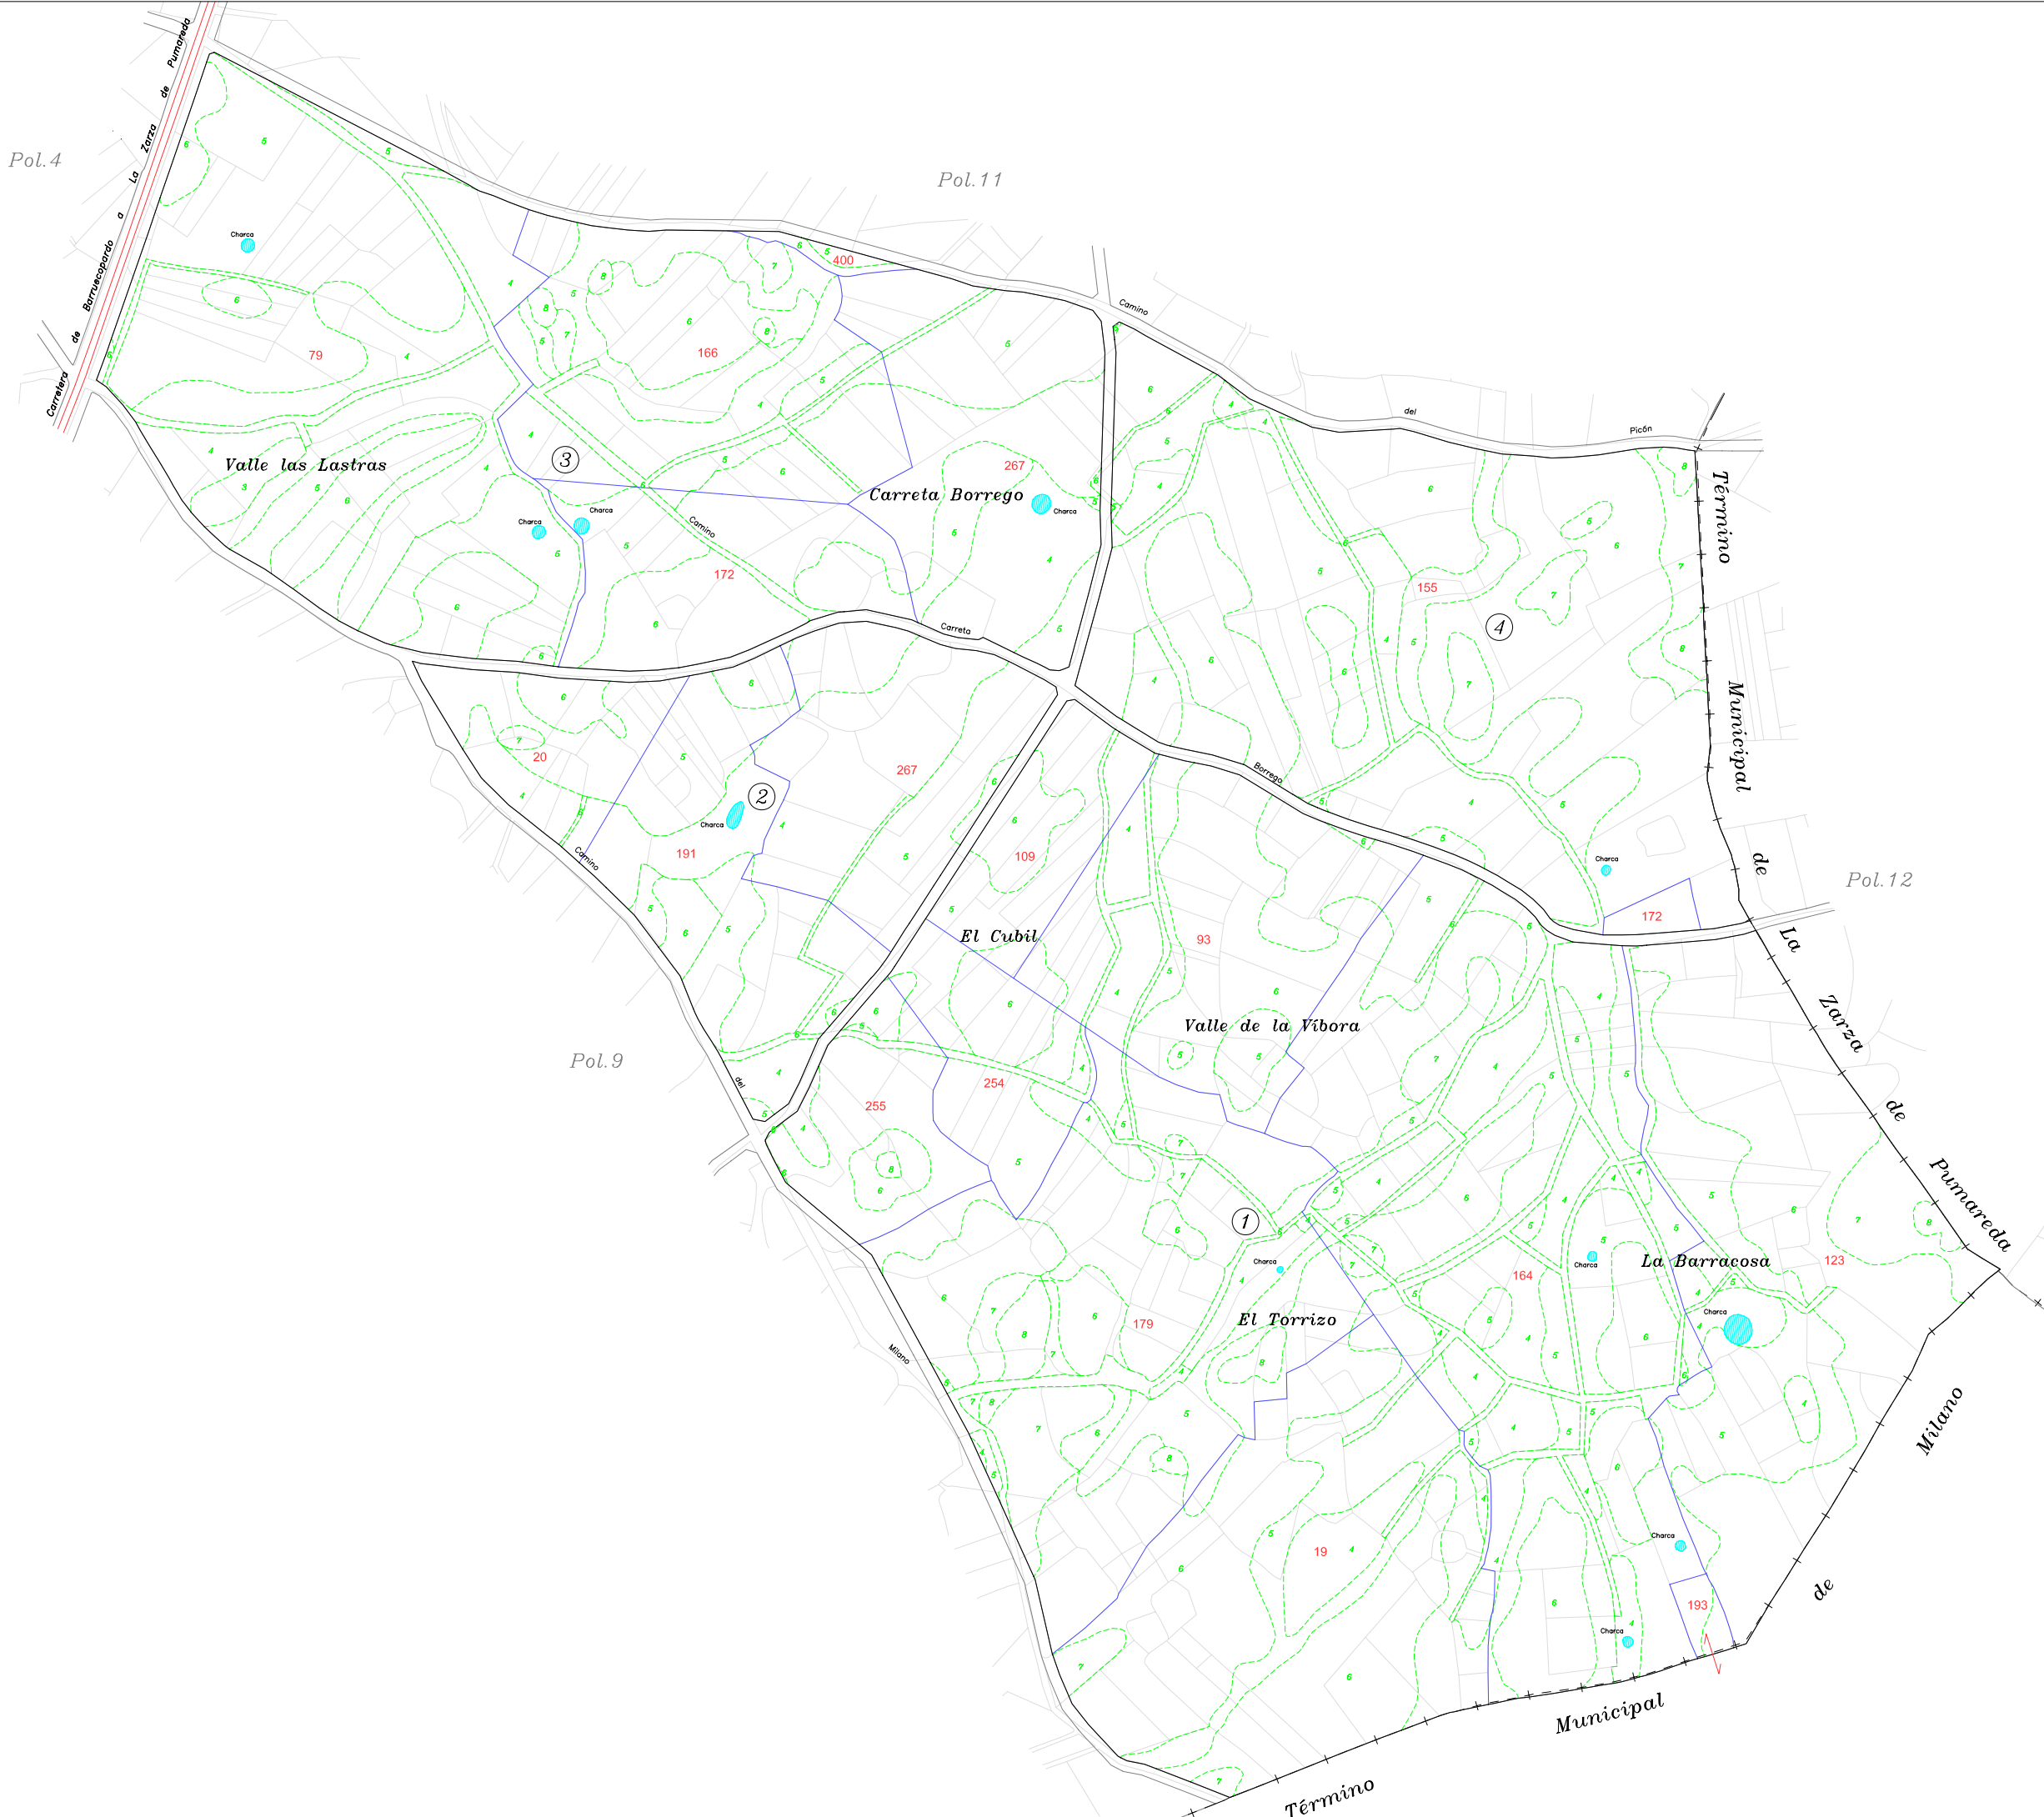 Carretera de Barruecopardo a La Zarza de Pumareda
Pol.4
Pol.11
Pol.12
Pol.9
Camino del Picón
Camino Carreta Borrego
Camino
Camino del Milano
Término Municipal de La Zarza de Pumareda
Término Municipal de Milano
Valle las Lastras
Carreta Borrego
El Cubil
Valle de la Víbora
El Torrizo
La Barracosa
1
2
3
4
79
166
400
172
267
155
20
191
267
109
93
172
254
255
179
164
123
19
193
Charca
Charca
Charca
Charca
Charca
Charca
Charca
Charca
Charca
Charca
Charca